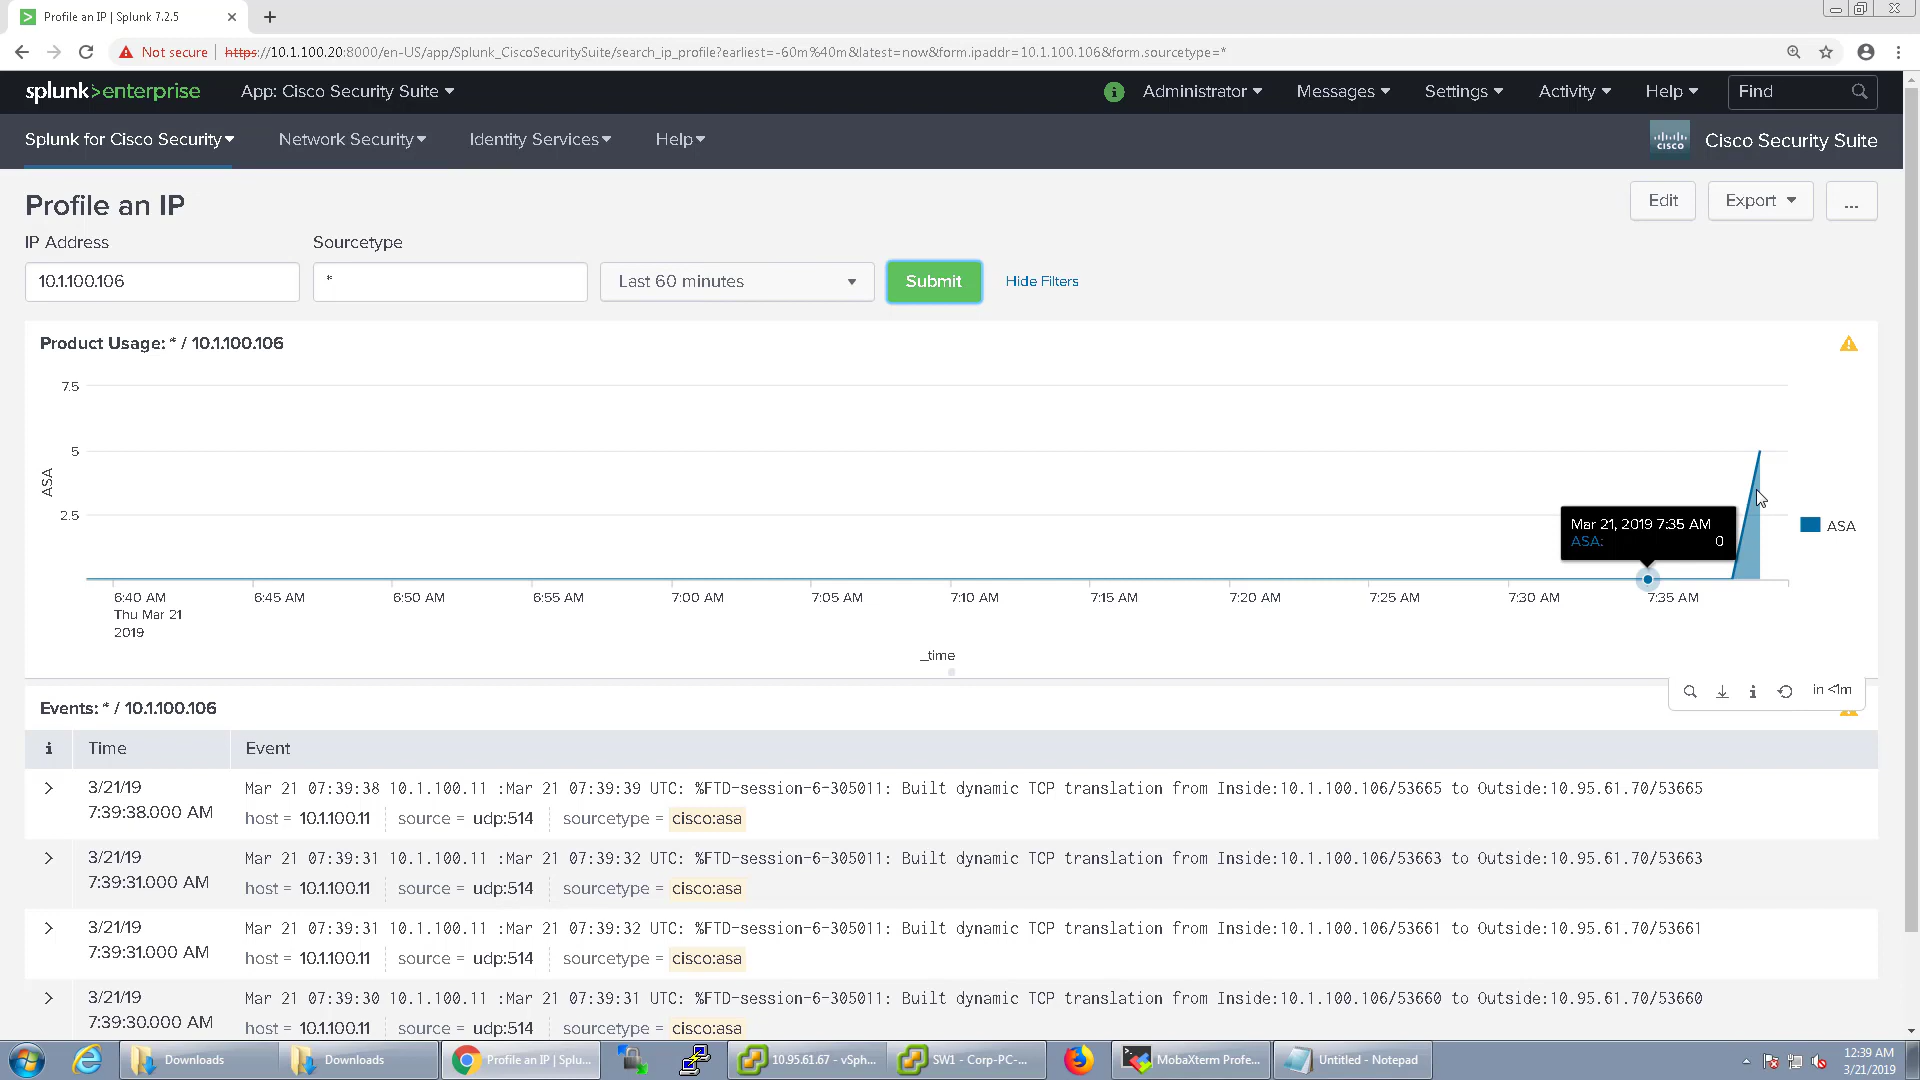 Profile an IP | Splunk 7.2.5
Not secure | https://10.1.100.20:8000/en-US/app/Splunk_CiscoSecuritySuite/search_ip_profile?earliest=-60m%40m&latest=now&form.ipaddr=10.1.100.106&form.sourcetype=*
splunk>enterprise App: Cisco Security Suite Administrator Messages Settings Activity Help Find
Splunk for Cisco Security Network Security Identity Services Help CISCO Cisco Security Suite
Profile an IP Edit Export ...
IP Address Sourcetype
10.1.100.106 * Last 60 minutes Submit Hide Filters
Product Usage: * / 10.1.100.106
7.5
5
2.5
ASA
Mar 21, 2019 7:35 AM
ASA: 0
ASA
6:40 AM 6:45 AM 6:50 AM 6:55 AM 7:00 AM 7:05 AM 7:10 AM 7:15 AM 7:20 AM 7:25 AM 7:30 AM 7:35 AM
Thu Mar 21
2019
_time
in <1m
Events: * / 10.1.100.106
i Time Event
3/21/19 Mar 21 07:39:38 10.1.100.11 :Mar 21 07:39:39 UTC: %FTD-session-6-305011: Built dynamic TCP translation from Inside:10.1.100.106/53665 to Outside:10.95.61.70/53665
7:39:38.000 AM host = 10.1.100.11 source = udp:514 sourcetype = cisco:asa
3/21/19 Mar 21 07:39:31 10.1.100.11 :Mar 21 07:39:32 UTC: %FTD-session-6-305011: Built dynamic TCP translation from Inside:10.1.100.106/53663 to Outside:10.95.61.70/53663
7:39:31.000 AM host = 10.1.100.11 source = udp:514 sourcetype = cisco:asa
3/21/19 Mar 21 07:39:31 10.1.100.11 :Mar 21 07:39:32 UTC: %FTD-session-6-305011: Built dynamic TCP translation from Inside:10.1.100.106/53661 to Outside:10.95.61.70/53661
7:39:31.000 AM host = 10.1.100.11 source = udp:514 sourcetype = cisco:asa
3/21/19 Mar 21 07:39:30 10.1.100.11 :Mar 21 07:39:31 UTC: %FTD-session-6-305011: Built dynamic TCP translation from Inside:10.1.100.106/53660 to Outside:10.95.61.70/53660
7:39:30.000 AM host = 10.1.100.11 source = udp:514 sourcetype = cisco:asa
Downloads Downloads Profile an IP | Splu... 10.95.61.67 - vSph... SW1 - Corp-PC-... MobaXterm Profe... Untitled - Notepad 12:39 AM
3/21/2019